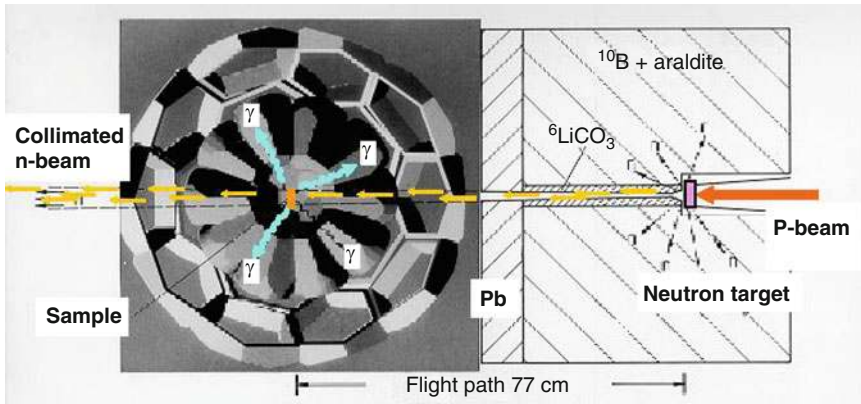 ¹⁰B + araldite
⁶LiCO₃
Collimated
n-beam
γ
γ
γ
γ
P-beam
Pb
Neutron target
Sample
Flight path 77 cm